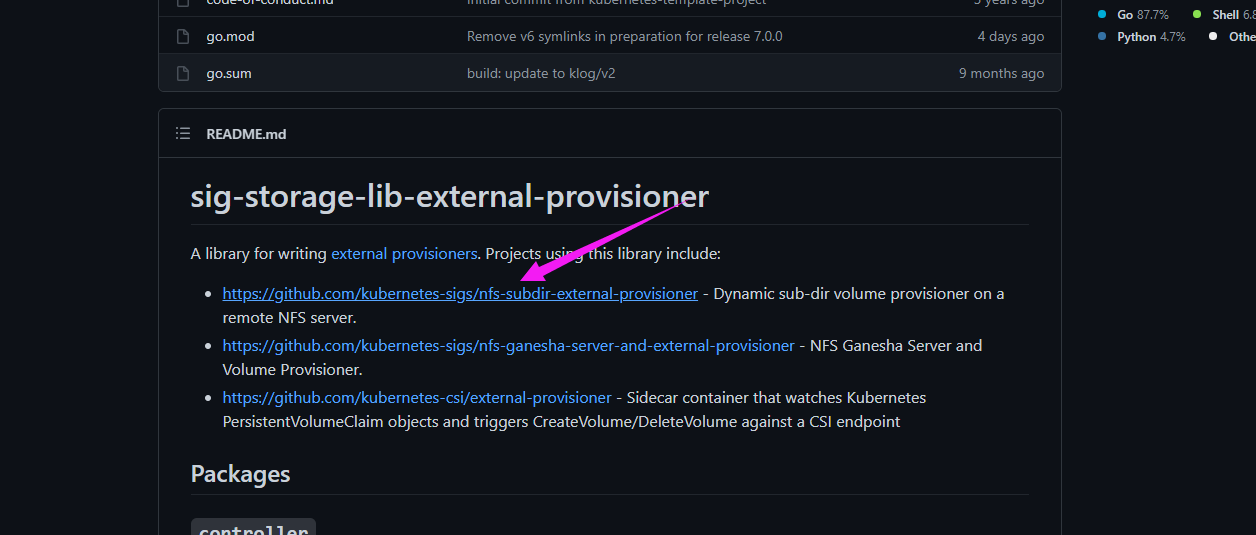 code-of-conduct.md Initial commit from kubernetes-template-project 5 years ago
go.mod Remove v6 symlinks in preparation for release 7.0.0 4 days ago
go.sum build: update to klog/v2 9 months ago
Go 87.7% Shell 6.8
Python 4.7% Othe
README.md
sig-storage-lib-external-provisioner
A library for writing external provisioners. Projects using this library include:
https://github.com/kubernetes-sigs/nfs-subdir-external-provisioner - Dynamic sub-dir volume provisioner on a
remote NFS server.
https://github.com/kubernetes-sigs/nfs-ganesha-server-and-external-provisioner - NFS Ganesha Server and
Volume Provisioner.
https://github.com/kubernetes-csi/external-provisioner - Sidecar container that watches Kubernetes
PersistentVolumeClaim objects and triggers CreateVolume/DeleteVolume against a CSI endpoint
Packages
controller